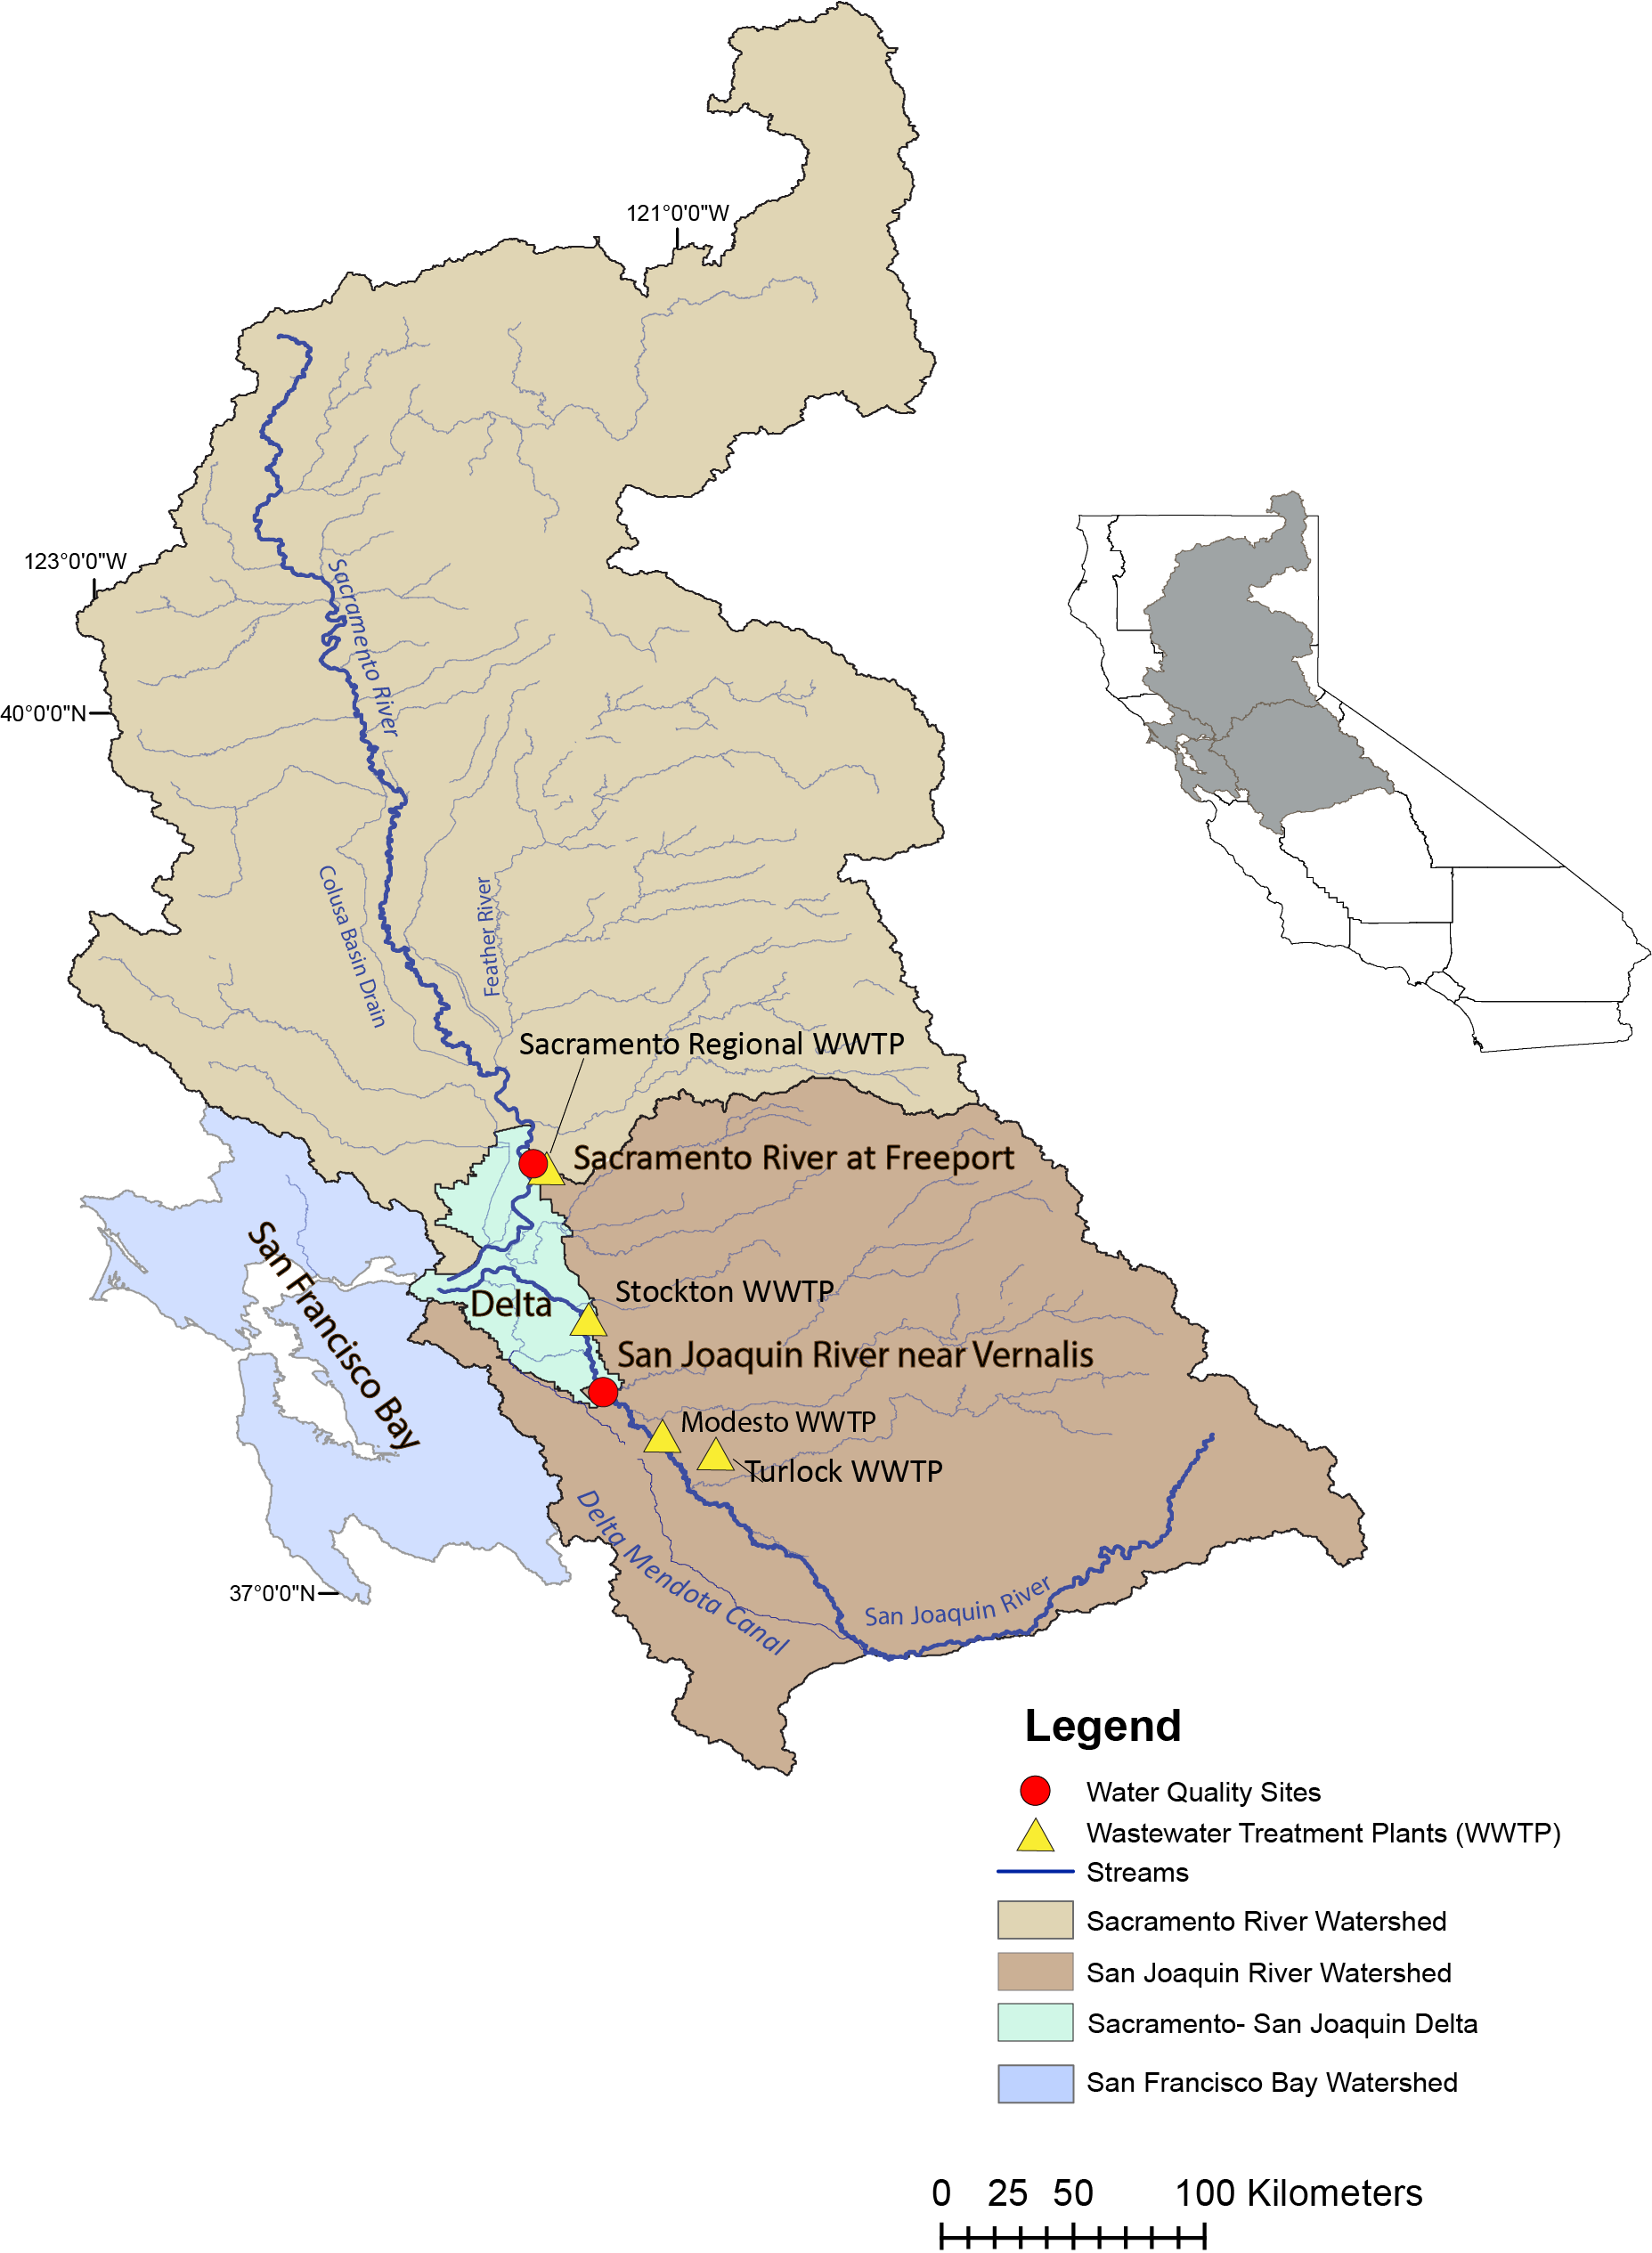 121°0'0"W
123°0'0"W
Sacramento River
40°0'0"N
Colusa Basin Drain
Feather River
Sacramento Regional WWTP
Sacramento River at Freeport
San Francisco Bay
Stockton WWTP
Delta
San Joaquin River near Vernalis
Modesto WWTP
Turlock WWTP
Delta Mendota Canal
37°0'0"N
San Joaquin River
Legend
Water Quality Sites
Wastewater Treatment Plants (WWTP)
Streams
Sacramento River Watershed
San Joaquin River Watershed
Sacramento- San Joaquin Delta
San Francisco Bay Watershed
0 25 50 100 Kilometers